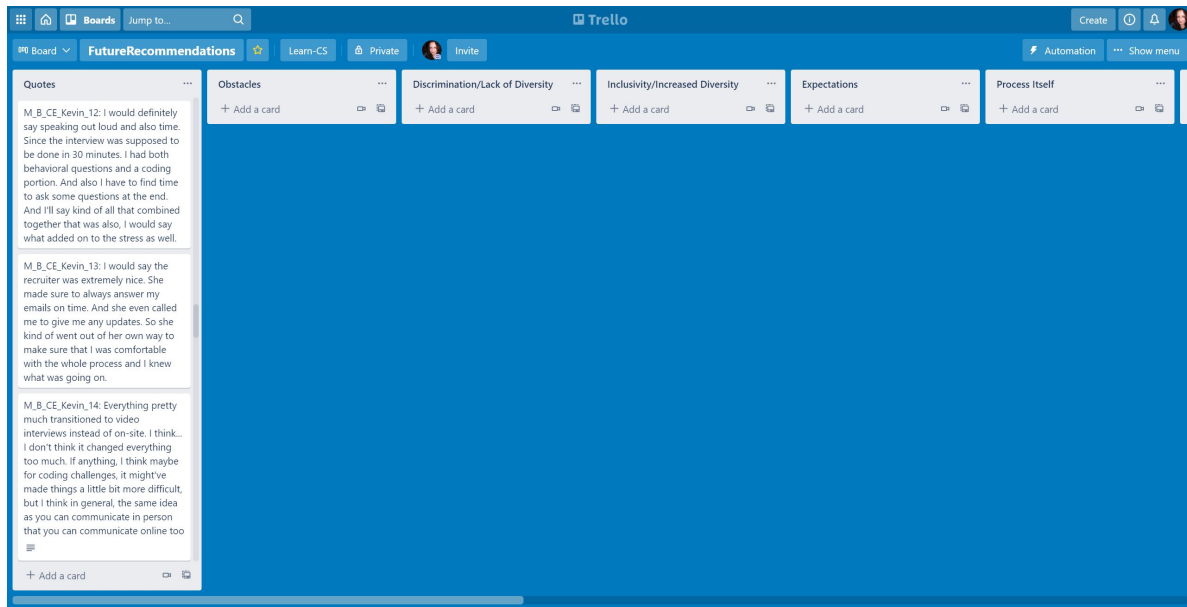 Boards Jump to...
Trello
Create
Board FutureRecommendations Learn-CS Private Invite
Automation ··· Show menu
Quotes ···
M_B_CE_Kevin_12: I would definitely
say speaking out loud and also time.
Since the interview was supposed to
be done in 30 minutes. I had both
behavioral questions and a coding
portion. And also I have to find time
to ask some questions at the end.
And I'll say kind of all that combined
together that was also, I would say
what added on to the stress as well.
M_B_CE_Kevin_13: I would say the
recruiter was extremely nice. She
made sure to always answer my
emails on time. And she even called
me to give me any updates. So she
kind of went out of her own way to
make sure that I was comfortable
with the whole process and I knew
what was going on.
M_B_CE_Kevin_14: Everything pretty
much transitioned to video
interviews instead of on-site. I think...
I don't think it changed everything
too much. If anything, I think maybe
for coding challenges, it might've
made things a little bit more difficult,
but I think in general, the same idea
as you can communicate in person
that you can communicate online too
+ Add a card
Obstacles ···
+ Add a card
Discrimination/Lack of Diversity ···
+ Add a card
Inclusivity/Increased Diversity ···
+ Add a card
Expectations ···
+ Add a card
Process Itself ···
+ Add a card